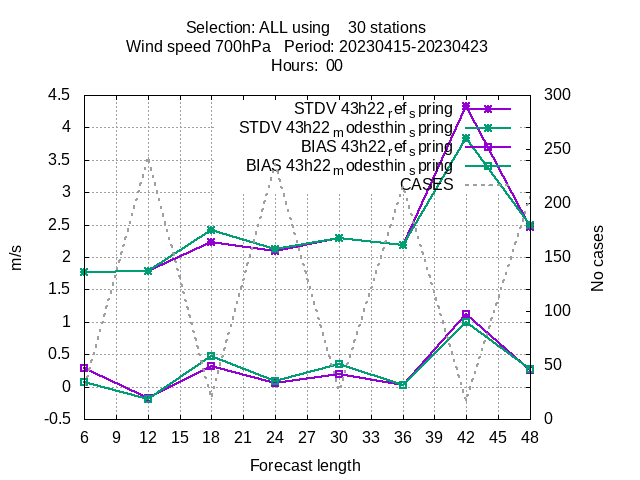 Selection: ALL using    30 stations
Wind speed 700hPa   Period: 20230415-20230423
Hours:  00
STDV 43h22_ref_spring
STDV 43h22_modesthin_spring
BIAS 43h22_ref_spring
BIAS 43h22_modesthin_spring
CASES
4.5
4
3.5
3
2.5
2
1.5
1
0.5
0
-0.5
m/s
300
250
200
150
100
50
0
No cases
6 9 12 15 18 21 24 27 30 33 36 39 42 45 48
Forecast length